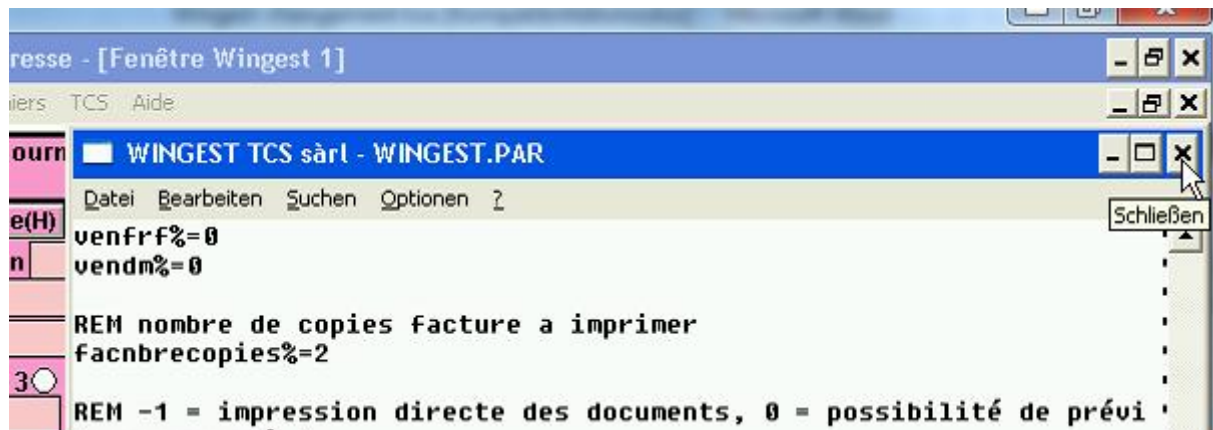 resse - [Fenêtre Wingest 1]
iers TCS Aide
ourn
WINGEST TCS sàrl - WINGEST.PAR
Datei Bearbeiten Suchen Optionen ?
Schließen
e(H)
venfrf%=0
n
vendm%=0
REM nombre de copies facture a imprimer
facnbrecopies%=2
3
REM -1 = impression directe des documents, 0 = possibilité de prévi